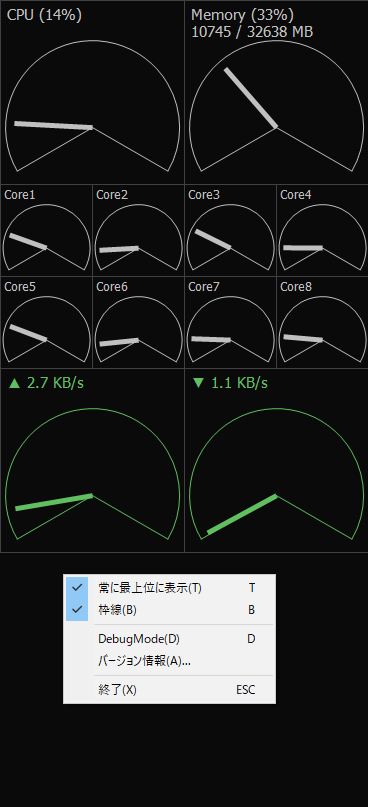 CPU (14%)
Memory (33%)
10745 / 32638 MB
Core1
Core2
Core3
Core4
Core5
Core6
Core7
Core8
▲ 2.7 KB/s
▼ 1.1 KB/s
✓ 常に最上位に表示(T) T
✓ 枠線(B) B
DebugMode(D) D
バージョン情報(A)...
終了(X) ESC